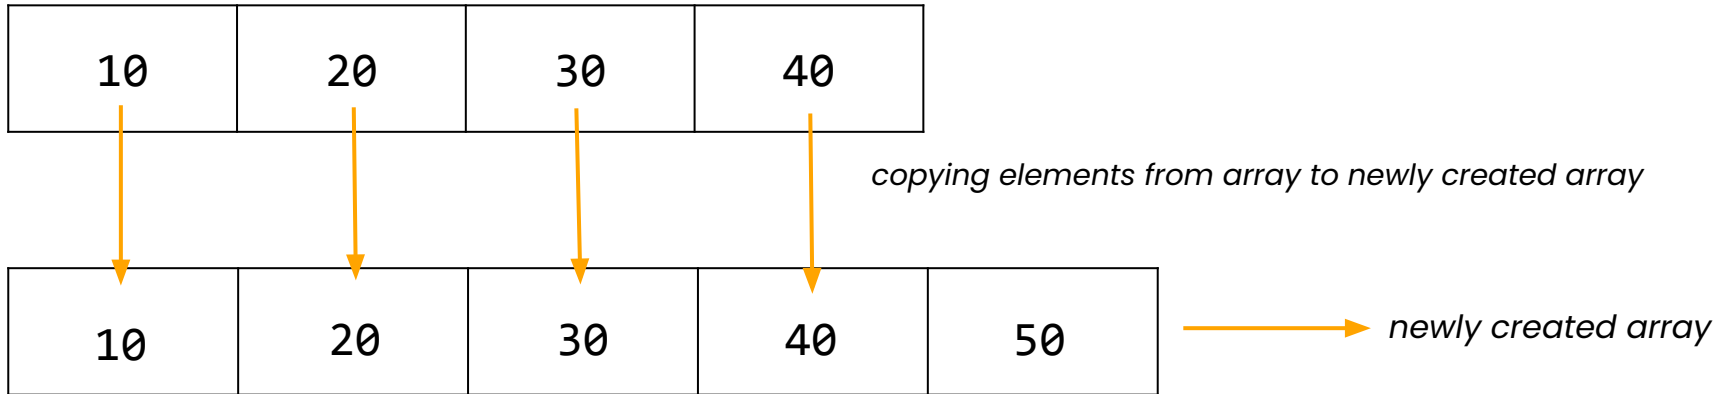 10 20 30 40
copying elements from array to newly created array
10 20 30 40 50
newly created array